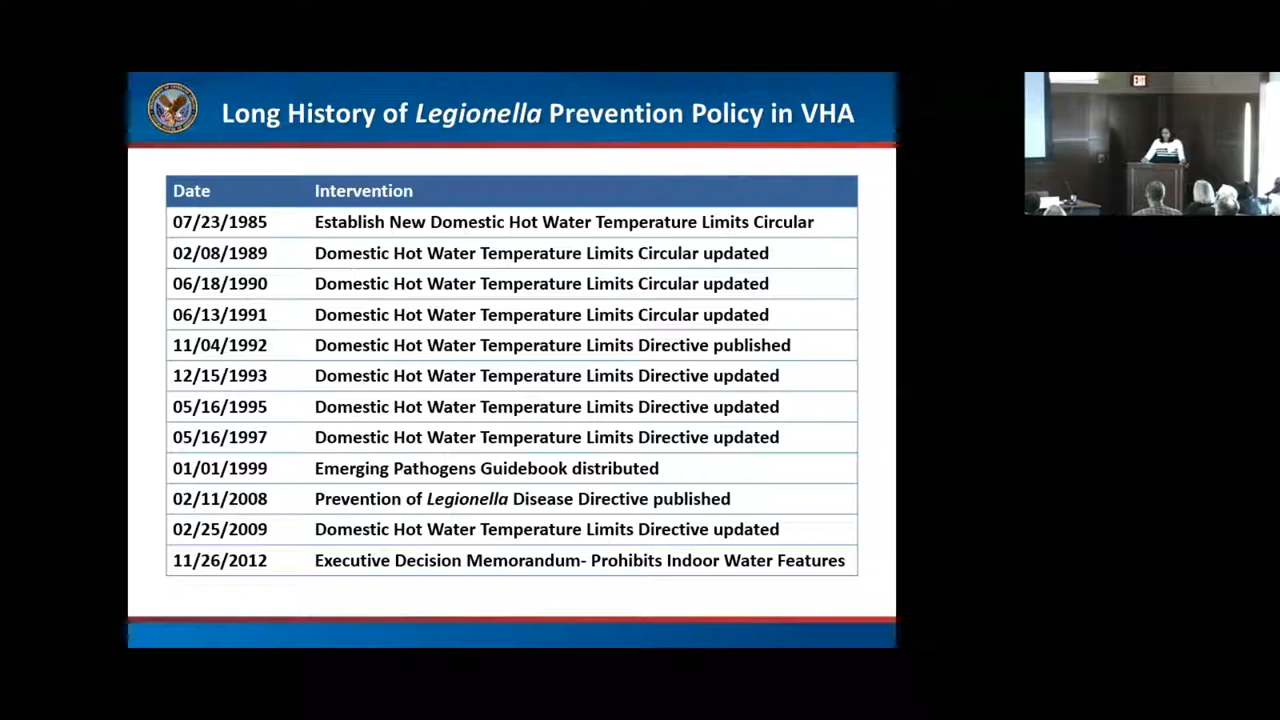 Long History of Legionella Prevention Policy in VHA
Date Intervention
07/23/1985 Establish New Domestic Hot Water Temperature Limits Circular
02/08/1989 Domestic Hot Water Temperature Limits Circular updated
06/18/1990 Domestic Hot Water Temperature Limits Circular updated
06/13/1991 Domestic Hot Water Temperature Limits Circular updated
11/04/1992 Domestic Hot Water Temperature Limits Directive published
12/15/1993 Domestic Hot Water Temperature Limits Directive updated
05/16/1995 Domestic Hot Water Temperature Limits Directive updated
05/16/1997 Domestic Hot Water Temperature Limits Directive updated
01/01/1999 Emerging Pathogens Guidebook distributed
02/11/2008 Prevention of Legionella Disease Directive published
02/25/2009 Domestic Hot Water Temperature Limits Directive updated
11/26/2012 Executive Decision Memorandum- Prohibits Indoor Water Features
EXIT